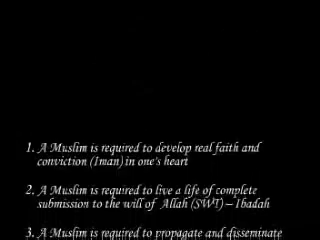 1. A Muslim is required to develop real faith and
conviction (Iman) in one's heart
2. A Muslim is required to live a life of complete
submission to the will of Allah (SWT) – Ibadah
3. A Muslim is required to propagate and disseminate